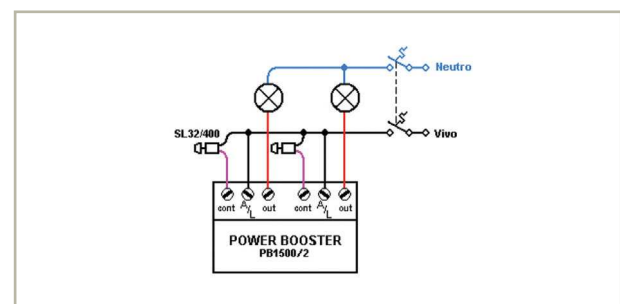 Neutro
SL32/400
Vivo
cont A/L out cont A/L out
POWER BOOSTER
PB1500/2